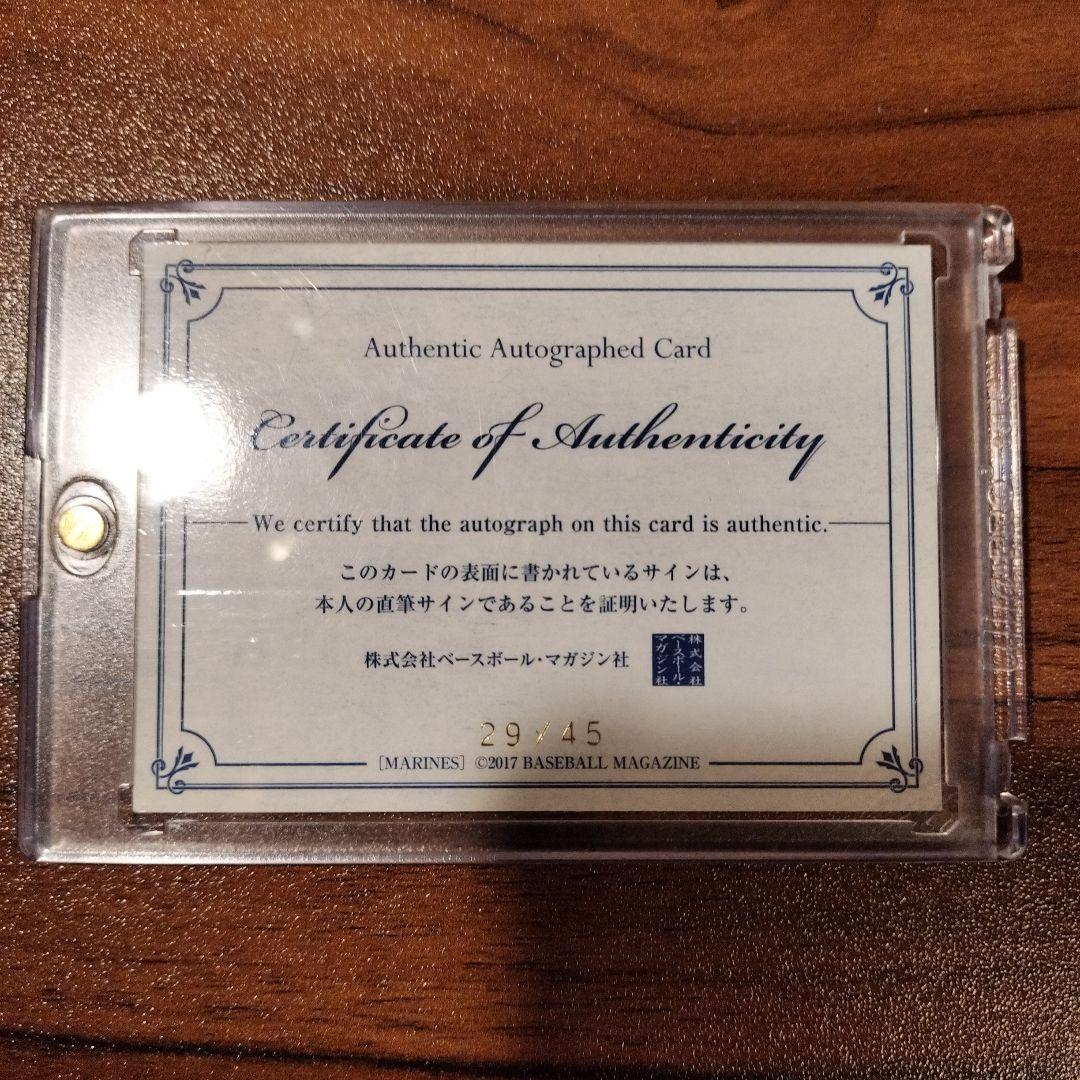 Authentic Autographed Card
Certificate of Authenticity
We certify that the autograph on this card is authentic.
このカードの表面に書かれているサインは、
本人の直筆サインであることを証明いたします。
株式会社ベースボール・マガジン社
株式会社
ベースボール・
マガジン社
29/45
[MARINES] ©2017 BASEBALL MAGAZINE